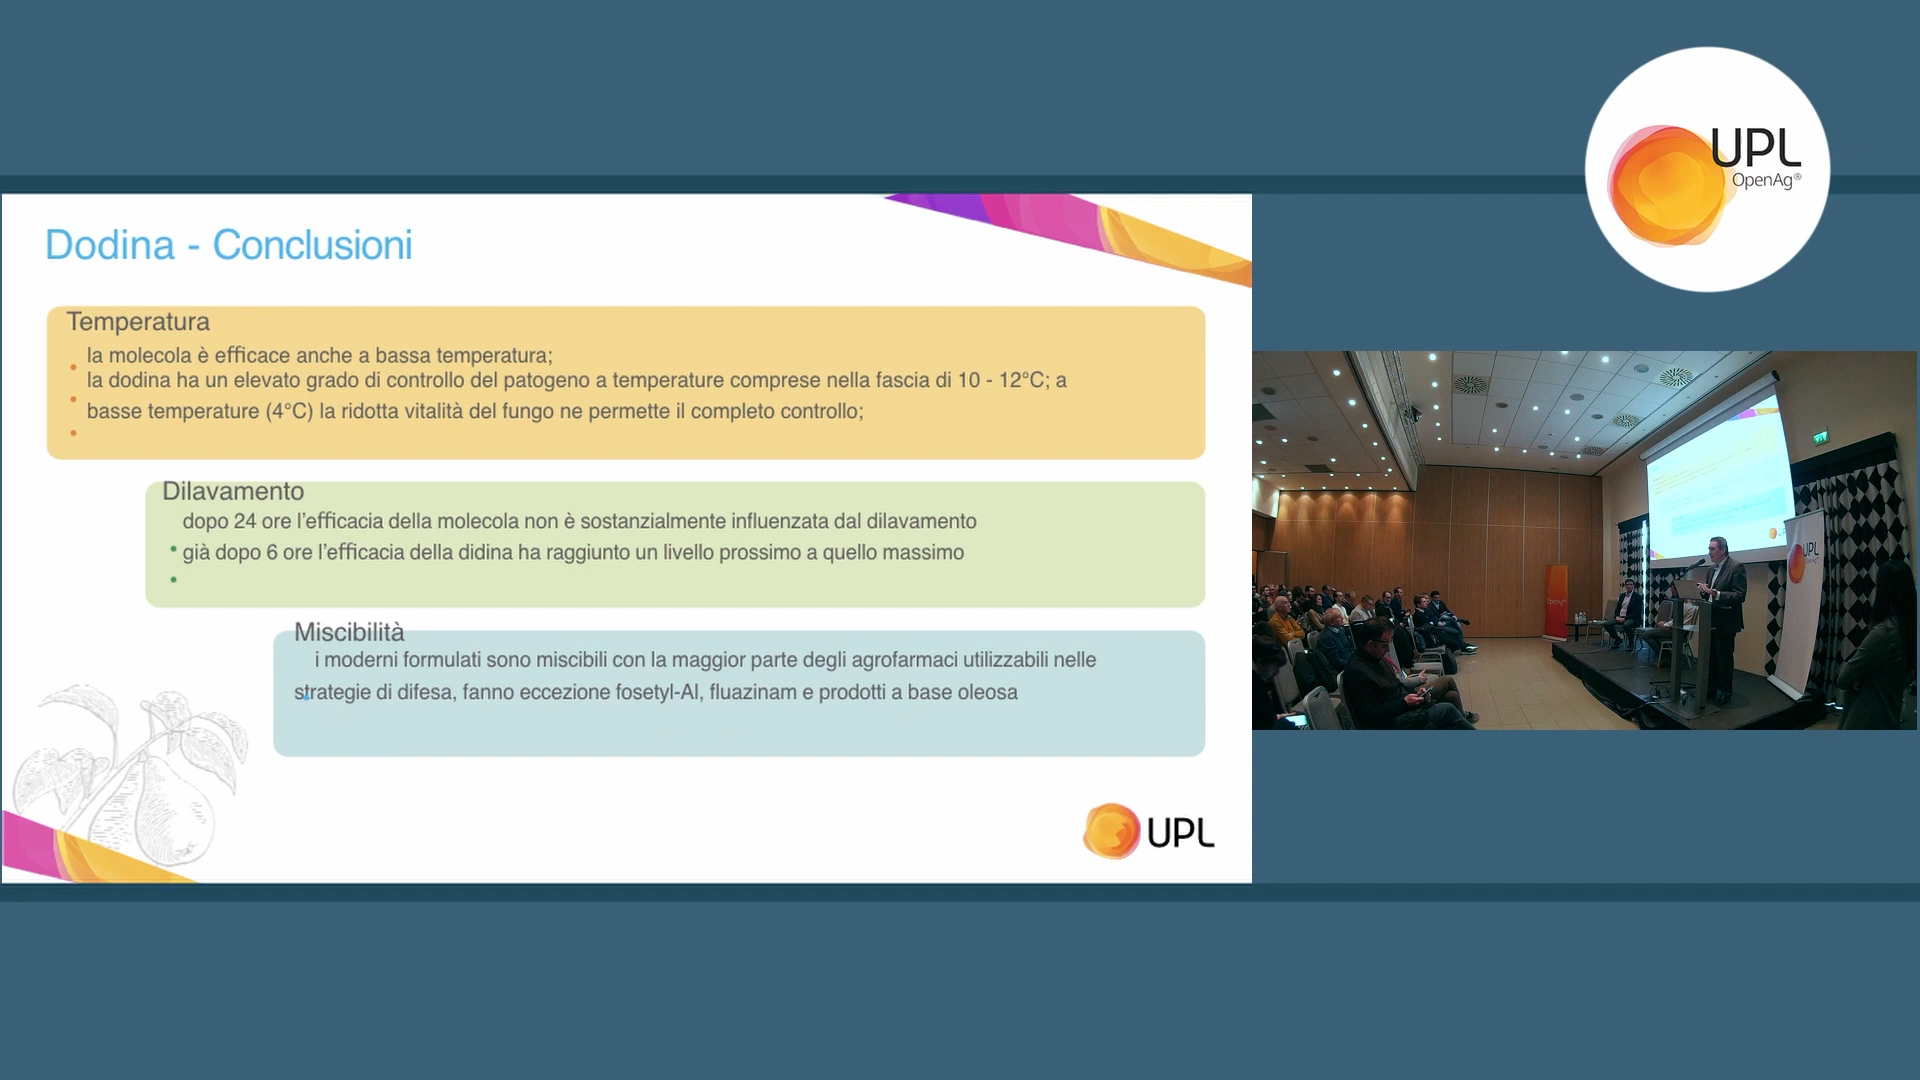 UPL
OpenAg®
Dodina - Conclusioni
Temperatura
la molecola è efficace anche a bassa temperatura;
la dodina ha un elevato grado di controllo del patogeno a temperature comprese nella fascia di 10 - 12°C; a
basse temperature (4°C) la ridotta vitalità del fungo ne permette il completo controllo;
Dilavamento
dopo 24 ore l'efficacia della molecola non è sostanzialmente influenzata dal dilavamento
già dopo 6 ore l'efficacia della didina ha raggiunto un livello prossimo a quello massimo
Miscibilità
i moderni formulati sono miscibili con la maggior parte degli agrofarmaci utilizzabili nelle
strategie di difesa, fanno eccezione fosetyl-Al, fluazinam e prodotti a base oleosa
UPL
UPL